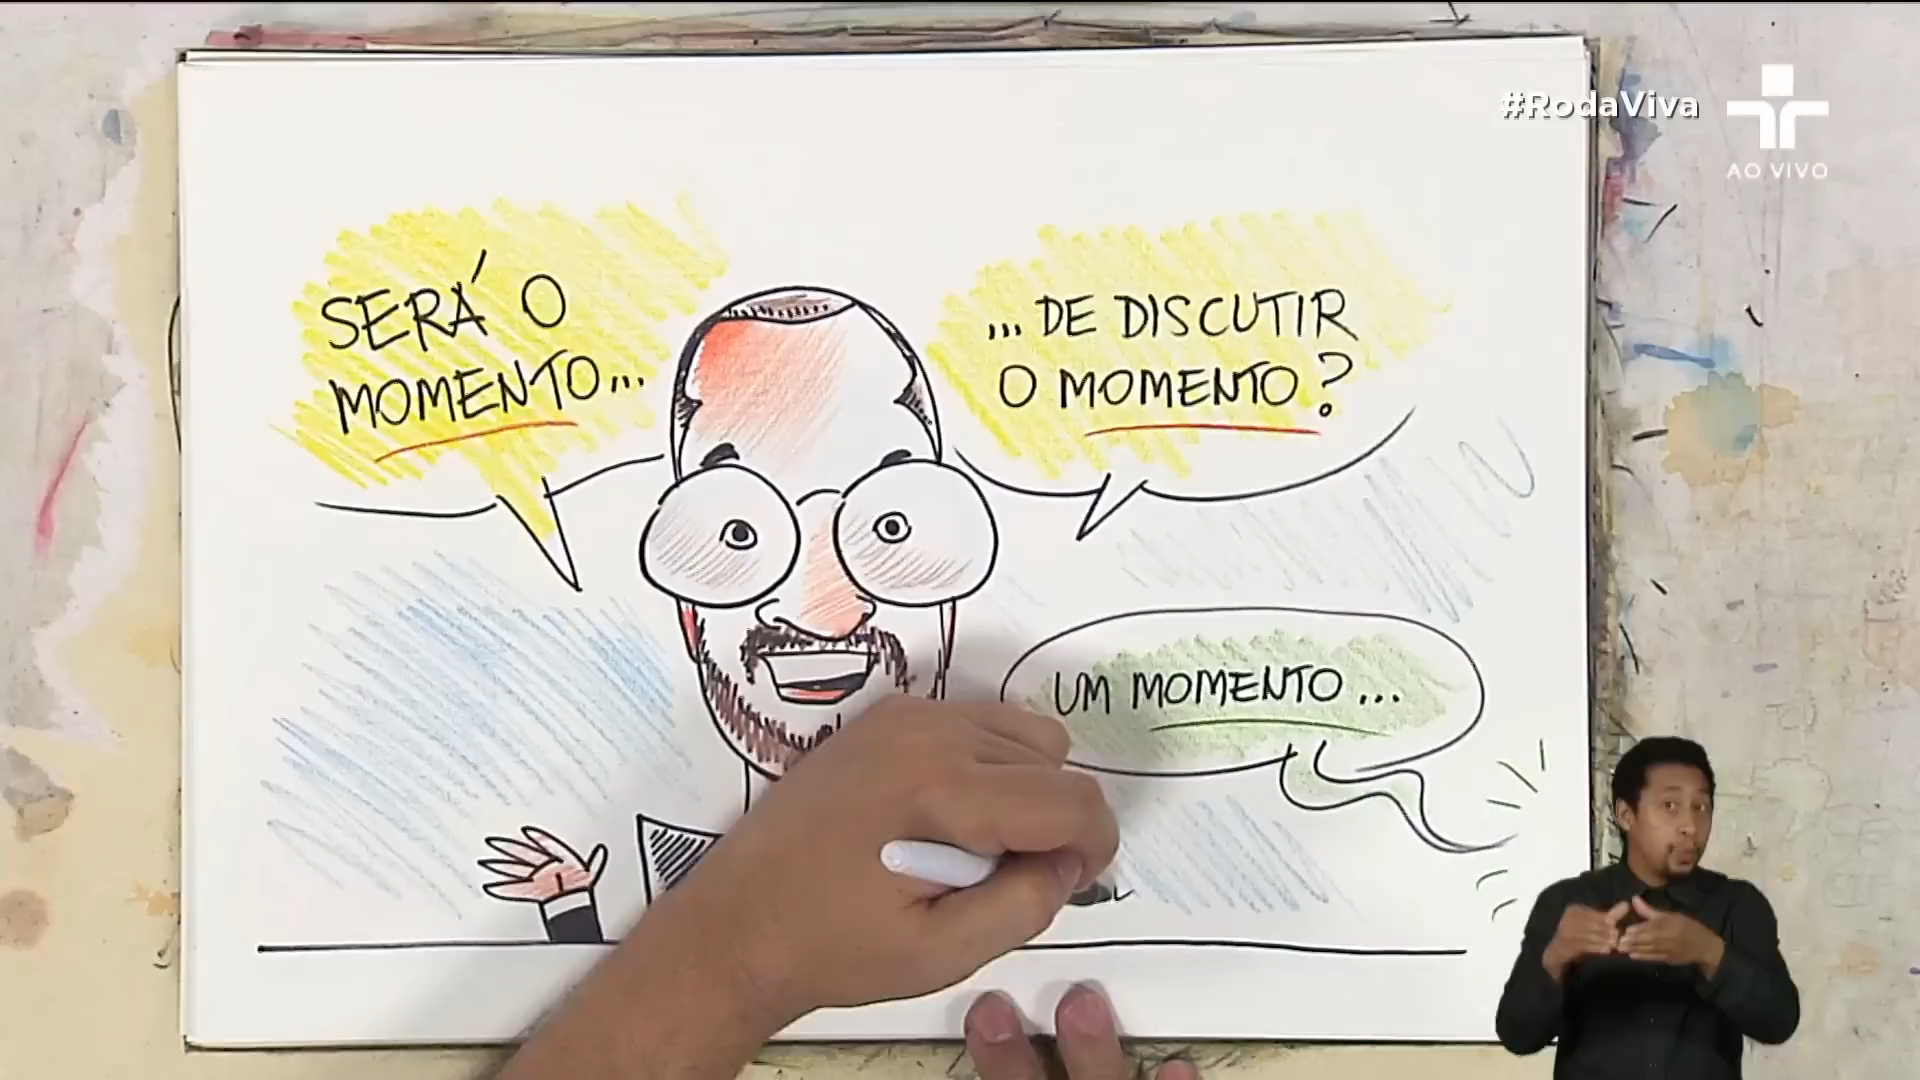 #RodaViva
AO VIVO
SERÁ O
MOMENTO...
...DE DISCUTIR
O MOMENTO?
UM MOMENTO...